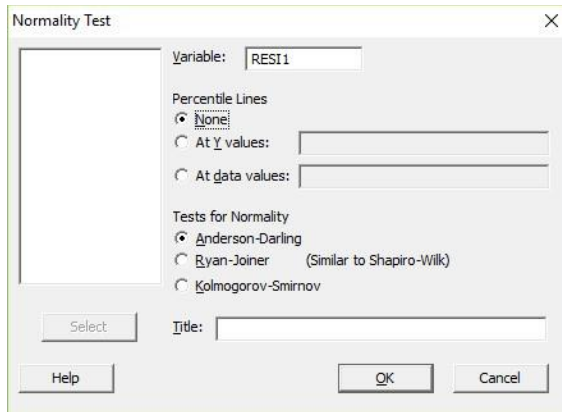 Normality Test
Variable: RESI1
Percentile Lines
None
At Y values:
At data values:
Tests for Normality
Anderson-Darling
Ryan-Joiner (Similar to Shapiro-Wilk)
Kolmogorov-Smirnov
Select
Title:
Help
OK
Cancel